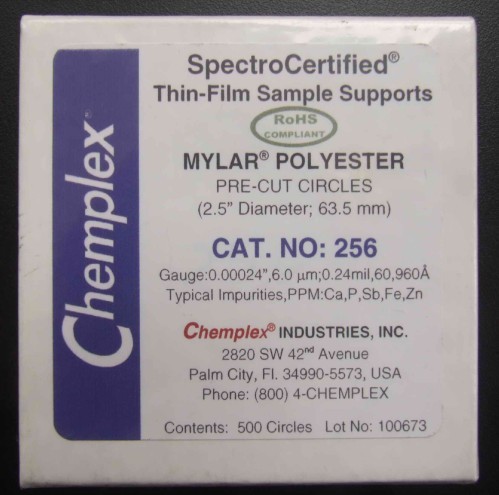 Chemplex®
SpectroCertified®
Thin-Film Sample Supports
RoHS
COMPLIANT
MYLAR® POLYESTER
PRE-CUT CIRCLES
(2.5" Diameter; 63.5 mm)
CAT. NO: 256
Gauge:0.00024",6.0 µm;0.24mil,60,960Å
Typical Impurities,PPM:Ca,P,Sb,Fe,Zn
Chemplex® INDUSTRIES, INC.
2820 SW 42nd Avenue
Palm City, Fl. 34990-5573, USA
Phone: (800) 4-CHEMPLEX
Contents: 500 Circles Lot No: 100673